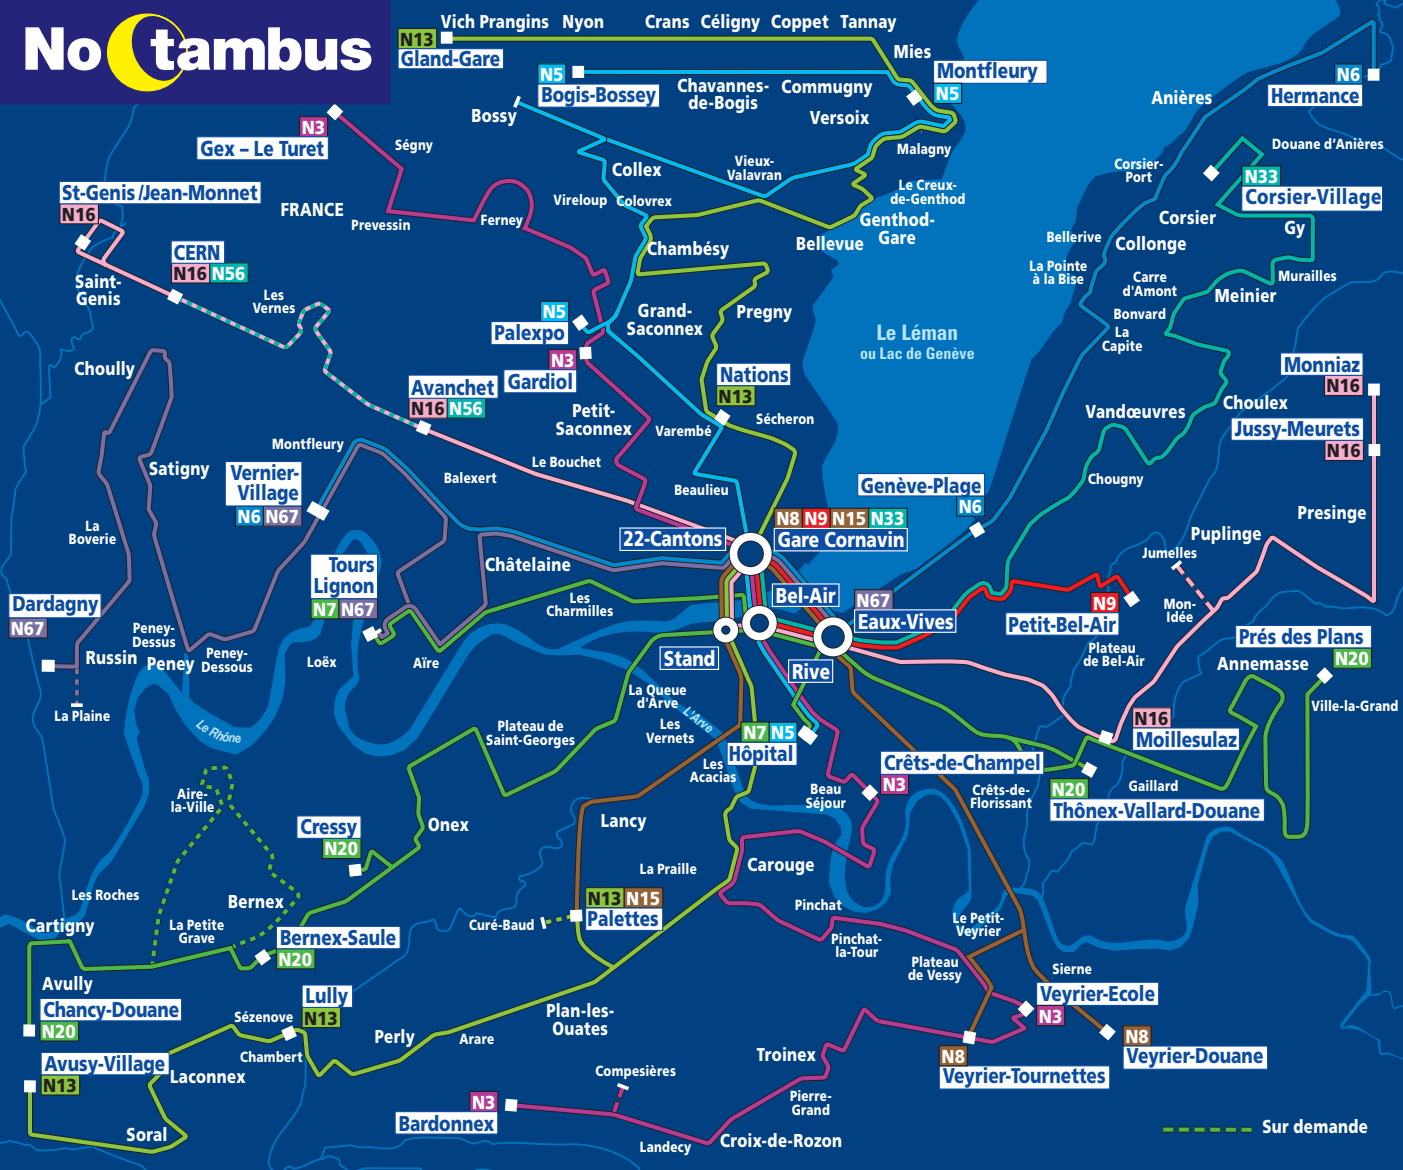 Noctambus
Vich Prangins Nyon Crans Céligny Coppet Tannay
N13
Gland-Gare
Mies
N5
Bogis-Bossey
Chavannes-
de-Bogis
Commugny
Montfleury
N5
N6
Hermance
Anières
Bossy
Versoix
N3
Gex – Le Turet
Ségny
Malagny
Douane d'Anières
Collex
Vieux-
Valavran
Corsier-
Port
N33
Corsier-Village
St-Genis /Jean-Monnet
N16
FRANCE
Prevessin
Ferney
Vireloup
Colovrex
Le Creux-
de-Genthod
Genthod-
Gare
Bellevue
Corsier
Gy
Bellerive
Collonge
CERN
N16 N56
Chambésy
La Pointe
à la Bise
Carre
d'Amont
Murailles
Meinier
Saint-
Genis
Les
Vernes
N5
Palexpo
Grand-
Saconnex
Pregny
Bonvard
La
Capite
Le Léman
ou Lac de Genève
N3
Gardiol
Choully
Avanchet
N16 N56
Nations
N13
Monniaz
N16
Petit-
Saconnex
Varembé
Sécheron
Vandœuvres
Choulex
Jussy-Meurets
N16
Montfleury
Satigny
Vernier-
Village
N6 N67
Balexert
Le Bouchet
Beaulieu
Chougny
Genève-Plage
N6
Presinge
La
Boverie
22-Cantons
N8 N9 N15 N33
Gare Cornavin
Puplinge
Jumelles
Tours
Lignon
N7 N67
Châtelaine
Les
Charmilles
Bel-Air
N67
Eaux-Vives
N9
Petit-Bel-Air
Mon-
Idée
Dardagny
N67
Peney-
Dessus
Peney
Peney-
Dessous
Russin
Loëx
Aïre
Stand
Rive
Plateau
de Bel-Air
Prés des Plans
N20
Annemasse
La Plaine
Le Rhône
La Queue
d'Arve
L'Arve
Les
Vernets
Ville-la-Grand
N16
Moillesulaz
Plateau de
Saint-Georges
N7 N5
Hôpital
Les
Acacias
Crêts-de-Champel
N3
Beau
Séjour
Crêts-de-
Florissant
N20
Thônex-Vallard-Douane
Gaillard
Aire-
la-Ville
Cressy
N20
Onex
Lancy
La Praille
Carouge
Les Roches
Bernex
La Petite
Grave
Cartigny
N13 N15
Palettes
Curé-Baud
Pinchat
Pinchat-
la-Tour
Le Petit-
Veyrier
Bernex-Saule
N20
Plateau
de Vessy
Sierne
Avully
Chancy-Douane
N20
Lully
N13
Sézenove
Veyrier-Ecole
N3
Plan-les-
Ouates
Perly
Arare
Chambert
N8
Veyrier-Douane
Avusy-Village
N13
Laconnex
Troinex
N8
Veyrier-Tournettes
Compesières
Pierre-
Grand
N3
Bardonnex
Soral
Landecy
Croix-de-Rozon
Sur demande